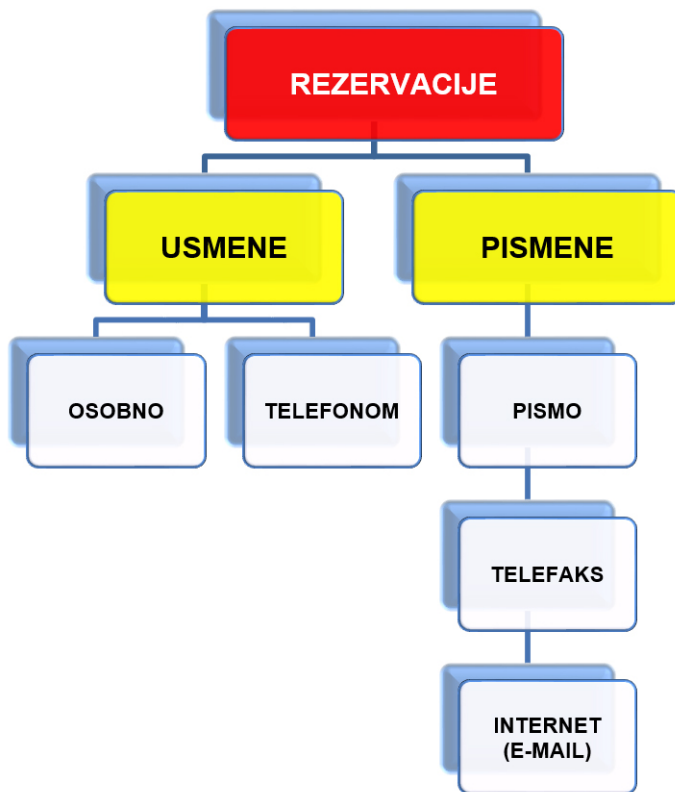 REZERVACIJE
USMENE
PISMENE
OSOBNO
TELEFONOM
PISMO
TELEFAKS
INTERNET
(E-MAIL)